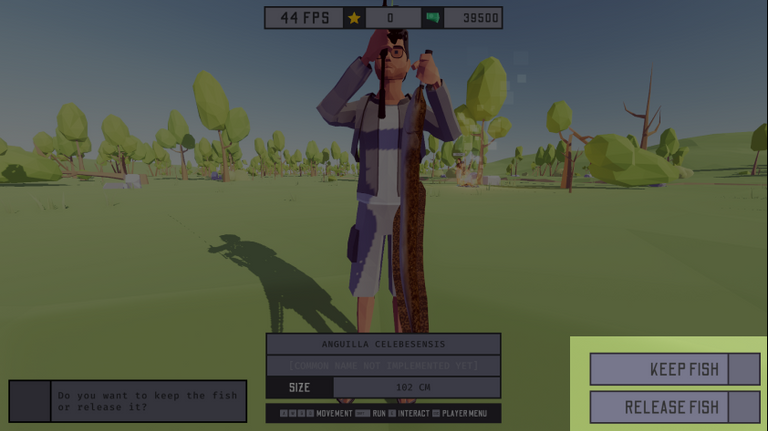 44 FPS 0 39500
ANGUILLA CELEBESENSIS
[COMMON NAME NOT IMPLEMENTED YET]
SIZE 102 CM
KEEP FISH
RELEASE FISH
Do you want to keep the fish
or release it?
MOVEMENT RUN INTERACT PLAYER MENU